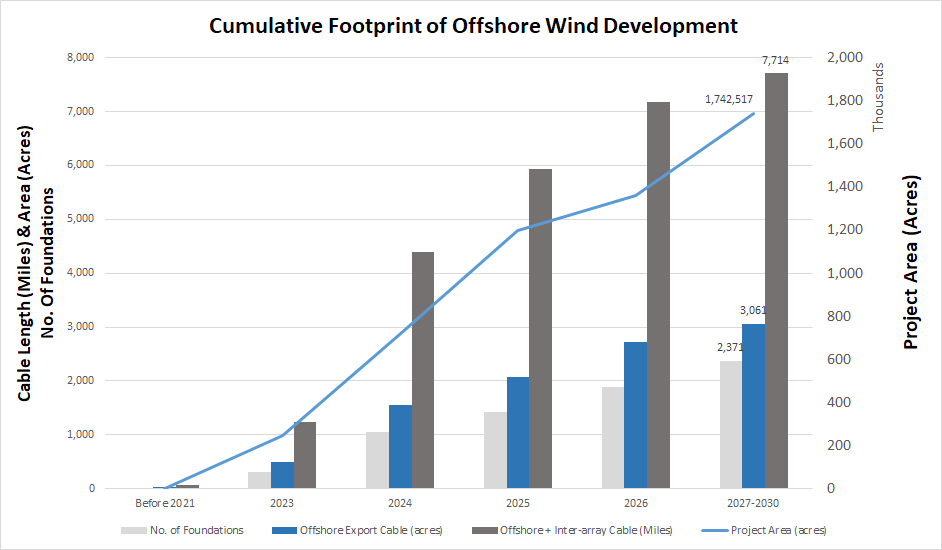 Cumulative Footprint of Offshore Wind Development
Cable Length (Miles) & Area (Acres)
No. Of Foundations
8,000
7,000
6,000
5,000
4,000
3,000
2,000
1,000
0
7,714
1,742,517
3,061
2,371
2,000
1,800
1,600
1,400
1,200
1,000
800
600
400
200
0
Thousands
Project Area (Acres)
Before 2021
2023
2024
2025
2026
2027-2030
No. of Foundations
Offshore Export Cable (acres)
Offshore + Inter-array Cable (Miles)
Project Area (acres)